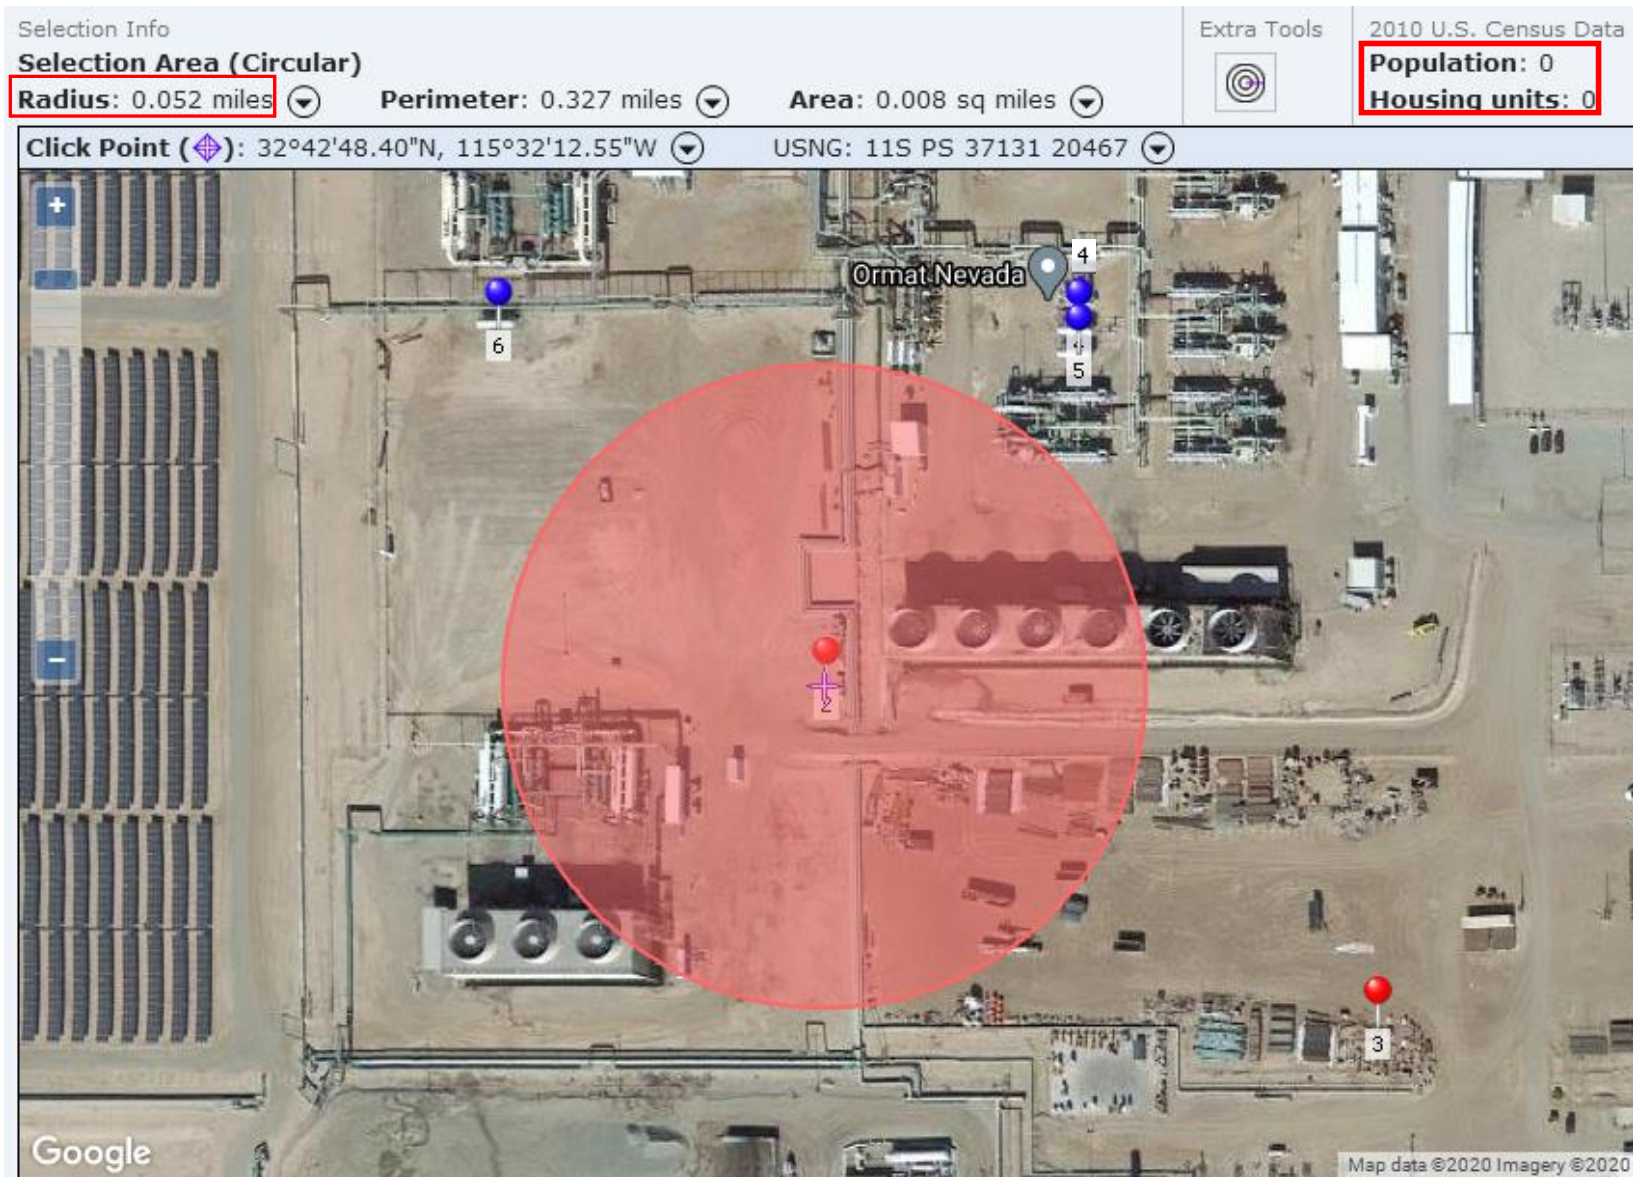 Selection Info
Selection Area (Circular)
Radius: 0.052 miles Perimeter: 0.327 miles Area: 0.008 sq miles
Extra Tools
2010 U.S. Census Data
Population: 0
Housing units: 0
Click Point ( ): 32°42'48.40"N, 115°32'12.55"W USNG: 11S PS 37131 20467
+
4
Ormat Nevada
6
5
2
−
3
Google
Map data ©2020 Imagery ©2020